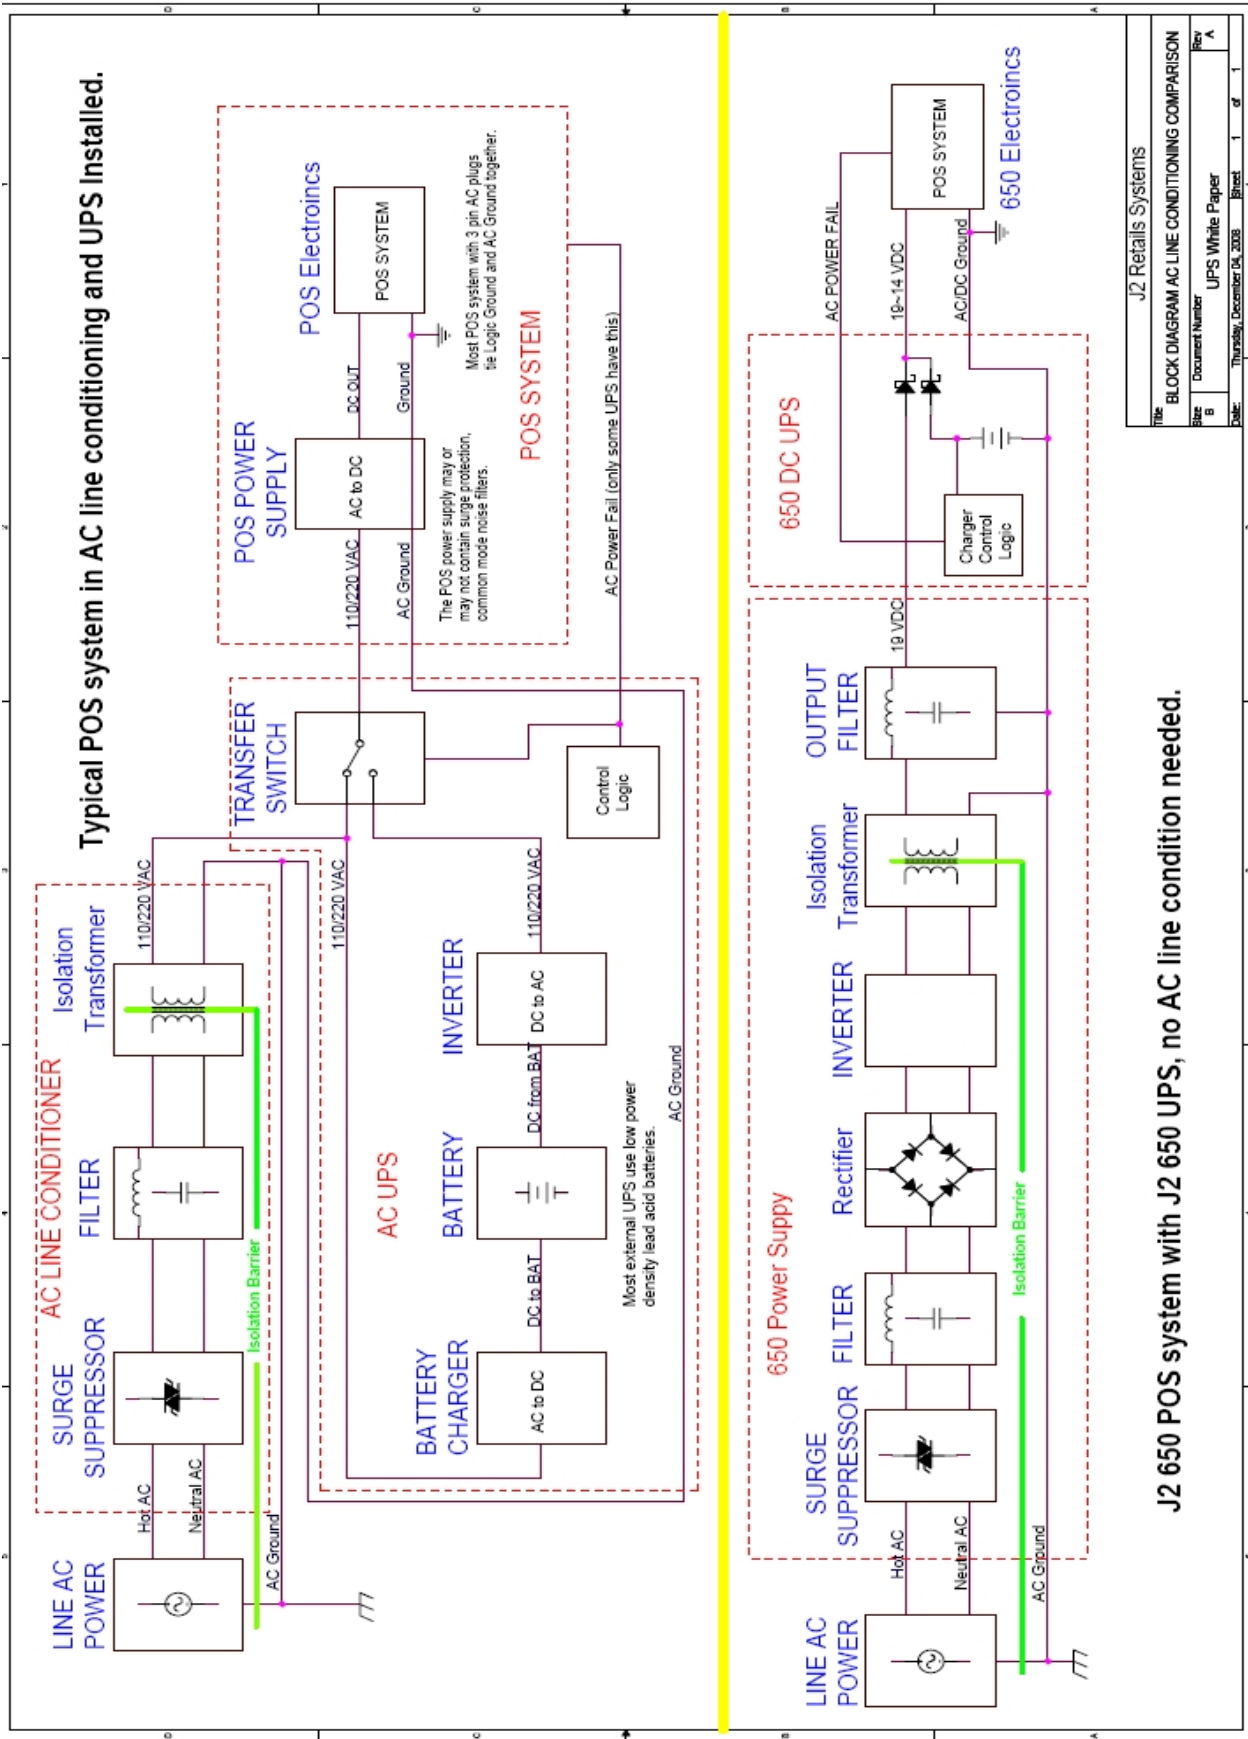 Typical POS system in AC line conditioning and UPS Installed.
AC LINE CONDITIONER
LINE AC
POWER
SURGE
SUPPRESSOR
FILTER
Isolation
Transformer
Hot AC
Neutral AC
AC Ground
Isolation Barrier
110/220 VAC
TRANSFER
SWITCH
110/220 VAC
AC UPS
BATTERY
CHARGER
AC to DC
DC to BAT
BATTERY
DC from BAT
INVERTER
DC to AC
110/220 VAC
Most external UPS use low power
density lead acid batteries.
AC Ground
Control
Logic
POS POWER
SUPPLY
110/220 VAC
AC to DC
AC Ground
DC OUT
Ground
POS Electroincs
POS SYSTEM
The POS power supply may or
may not contain surge protection,
common mode noise filters.
Most POS system with 3 pin AC plugs
tie Logic Ground and AC Ground together.
POS SYSTEM
AC Power Fail (only some UPS have this)
650 Power Suppy
LINE AC
POWER
SURGE
SUPPRESSOR
FILTER
Rectifier
INVERTER
Isolation
Transformer
OUTPUT
FILTER
Hot AC
Neutral AC
AC Ground
Isolation Barrier
19 VDC
650 DC UPS
Charger
Control
Logic
AC POWER FAIL
19~14 VDC
AC/DC Ground
POS SYSTEM
650 Electroincs
J2 650 POS system with J2 650 UPS, no AC line condition needed.
J2 Retails Systems
Title
BLOCK DIAGRAM AC LINE CONDITIONING COMPARISON
Size
B
Document Number
UPS White Paper
Rev
A
Date:
Thursday, December 04, 2008
Sheet
1
of
1
D
C
B
A
D
C
B
A
5
4
3
2
1